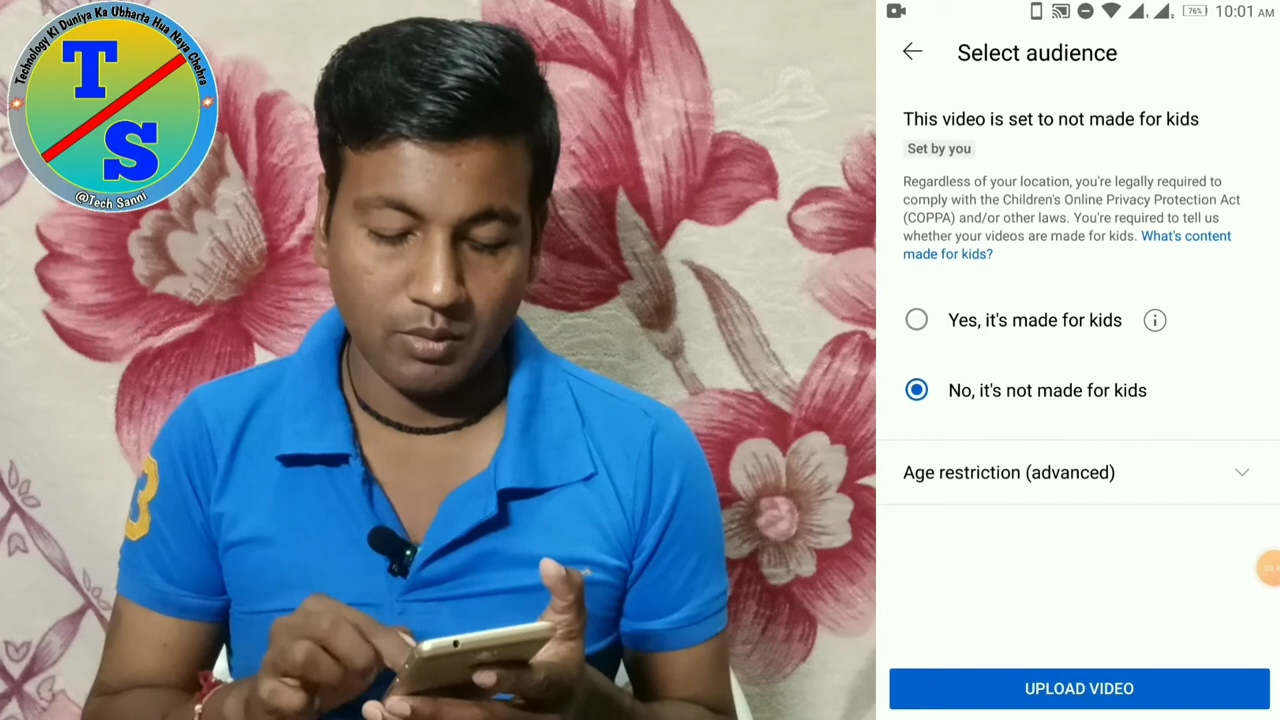 Technology Ki Duniya Ka Ubharta Hua Naya Chehra
T
S
@Tech Sanni
3
76%
10:01 AM
Select audience
This video is set to not made for kids
Set by you
Regardless of your location, you're legally required to
comply with the Children's Online Privacy Protection Act
(COPPA) and/or other laws. You're required to tell us
whether your videos are made for kids. What's content
made for kids?
Yes, it's made for kids
No, it's not made for kids
Age restriction (advanced)
UPLOAD VIDEO